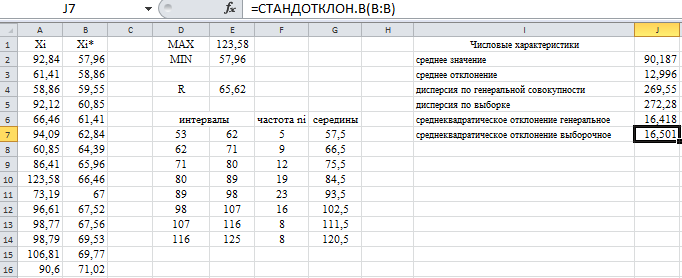 J7 fx =СТАНДОТКЛОН.В(B:B)
A B C D E F G H I J
1 Xi Xi* MAX 123,58 Числовые характеристики
2 92,84 57,96 MIN 57,96 среднее значение 90,187
3 61,41 58,86 среднее отклонение 12,996
4 58,86 59,55 R 65,62 дисперсия по генеральной совокупности 269,55
5 92,12 60,85 дисперсия по выборке 272,28
6 66,46 61,41 интервалы частота ni середины среднеквадратическое отклонение генеральное 16,418
7 94,09 62,84 53 62 5 57,5 среднеквадратическое отклонение выборочное 16,501
8 60,85 64,39 62 71 9 66,5
9 86,41 65,96 71 80 12 75,5
10 123,58 66,46 80 89 19 84,5
11 73,19 67 89 98 23 93,5
12 96,61 67,52 98 107 16 102,5
13 98,77 67,56 107 116 8 111,5
14 98,79 69,53 116 125 8 120,5
15 106,81 69,77
16 90,6 71,02